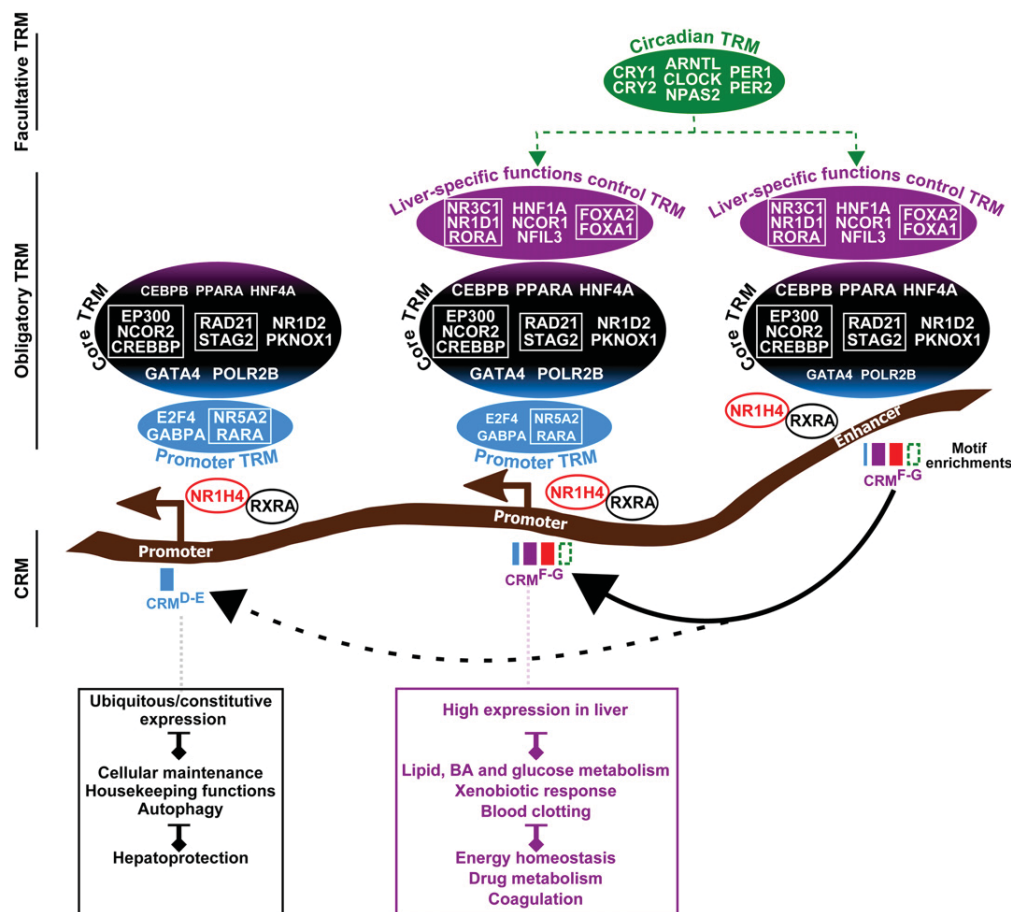 Facultative TRM
Circadian TRM
CRY1 ARNTL PER1
CRY2 CLOCK PER2
NPAS2
Obligatory TRM
Liver-specific functions control TRM
NR3C1 HNF1A FOXA2
NR1D1 NCOR1 FOXA1
RORA NFIL3
Liver-specific functions control TRM
NR3C1 HNF1A FOXA2
NR1D1 NCOR1 FOXA1
RORA NFIL3
Core TRM
CEBPB PPARA HNF4A
EP300 RAD21 NR1D2
NCOR2 STAG2 PKNOX1
CREBBP
GATA4 POLR2B
Core TRM
CEBPB PPARA HNF4A
EP300 RAD21 NR1D2
NCOR2 STAG2 PKNOX1
CREBBP
GATA4 POLR2B
Core TRM
CEBPB PPARA HNF4A
EP300 RAD21 NR1D2
NCOR2 STAG2 PKNOX1
CREBBP
GATA4 POLR2B
E2F4 NR5A2
GABPA RARA
Promoter TRM
E2F4 NR5A2
GABPA RARA
Promoter TRM
NR1H4 RXRA
Enhancer
Motif
enrichments
CRM F-G
NR1H4 RXRA
Promoter
NR1H4 RXRA
Promoter
CRM
CRM D-E
CRM F-G
Ubiquitous/constitutive
expression
Cellular maintenance
Housekeeping functions
Autophagy
Hepatoprotection
High expression in liver
Lipid, BA and glucose metabolism
Xenobiotic response
Blood clotting
Energy homeostasis
Drug metabolism
Coagulation